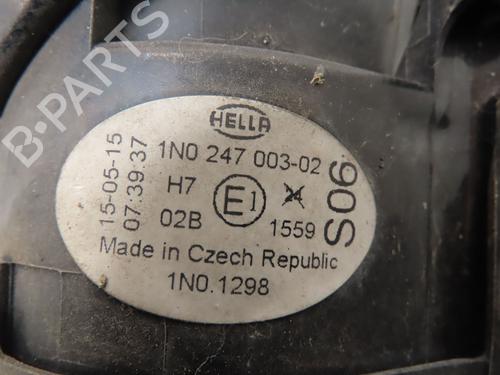 HELLA
1N0 247 003-02
15-05-15
07:39:37
H7
E1
24
02B
1559
S06
Made in Czech Republic
1N0.1298
B-PARTS